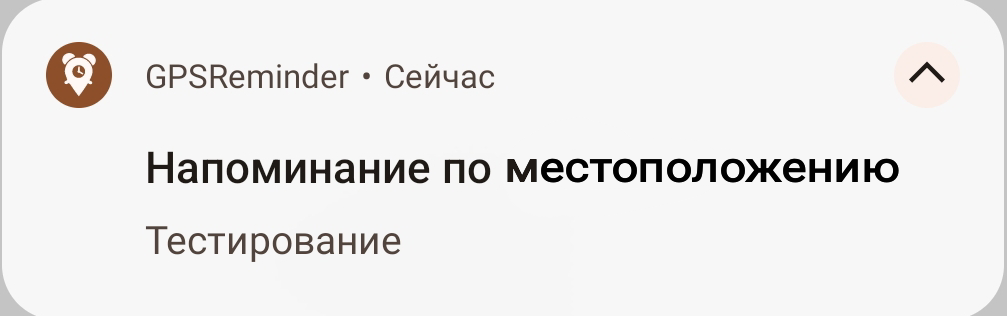 GPSReminder • Сейчас
Напоминание по местоположению
Тестирование